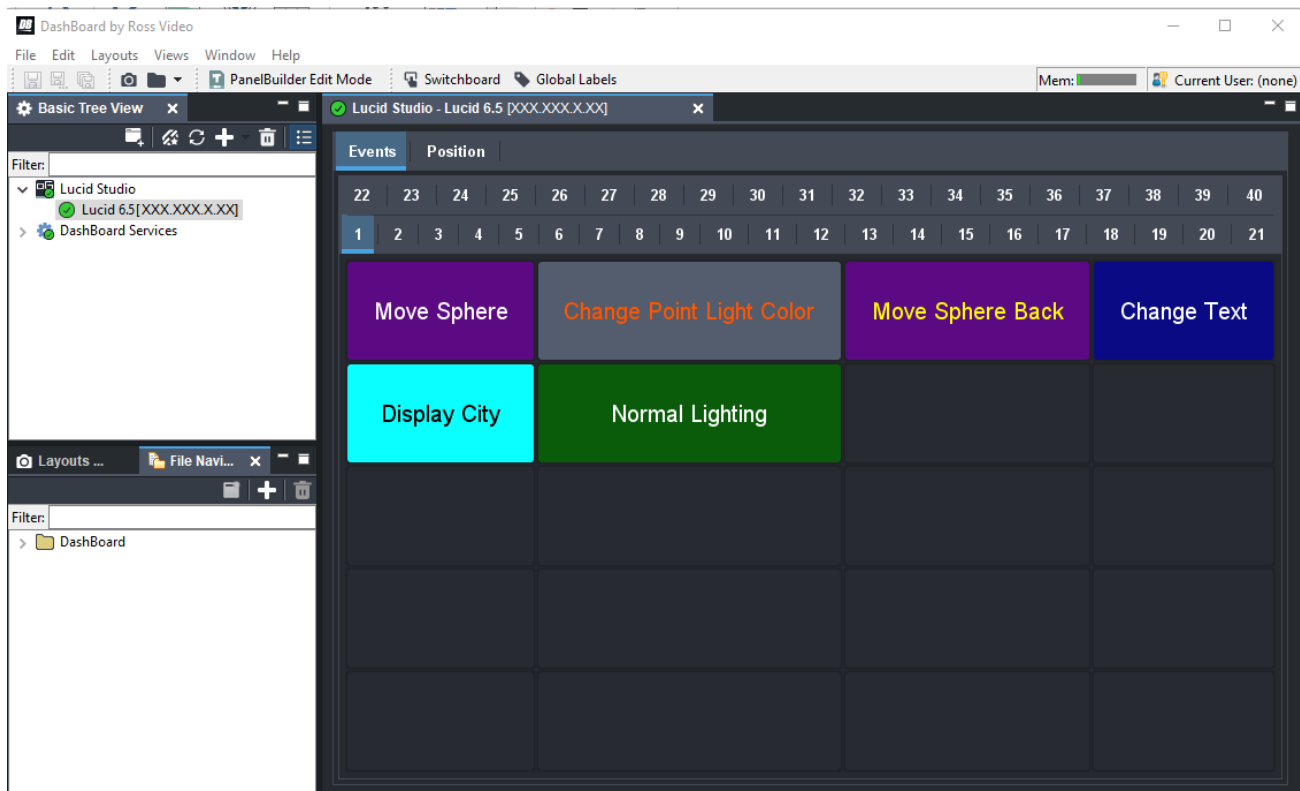 DB DashBoard by Ross Video
File Edit Layouts Views Window Help
PanelBuilder Edit Mode Switchboard Global Labels Mem: Current User: (none)
Basic Tree View
Filter:
Lucid Studio
Lucid 6.5[XXX.XXX.X.XX]
DashBoard Services
Layouts ... File Navi...
Filter:
DashBoard
Lucid Studio - Lucid 6.5 [XXX.XXX.X.XX]
Events Position
22 23 24 25 26 27 28 29 30 31 32 33 34 35 36 37 38 39 40
1 2 3 4 5 6 7 8 9 10 11 12 13 14 15 16 17 18 19 20 21
Move Sphere Change Point Light Color Move Sphere Back Change Text
Display City Normal Lighting